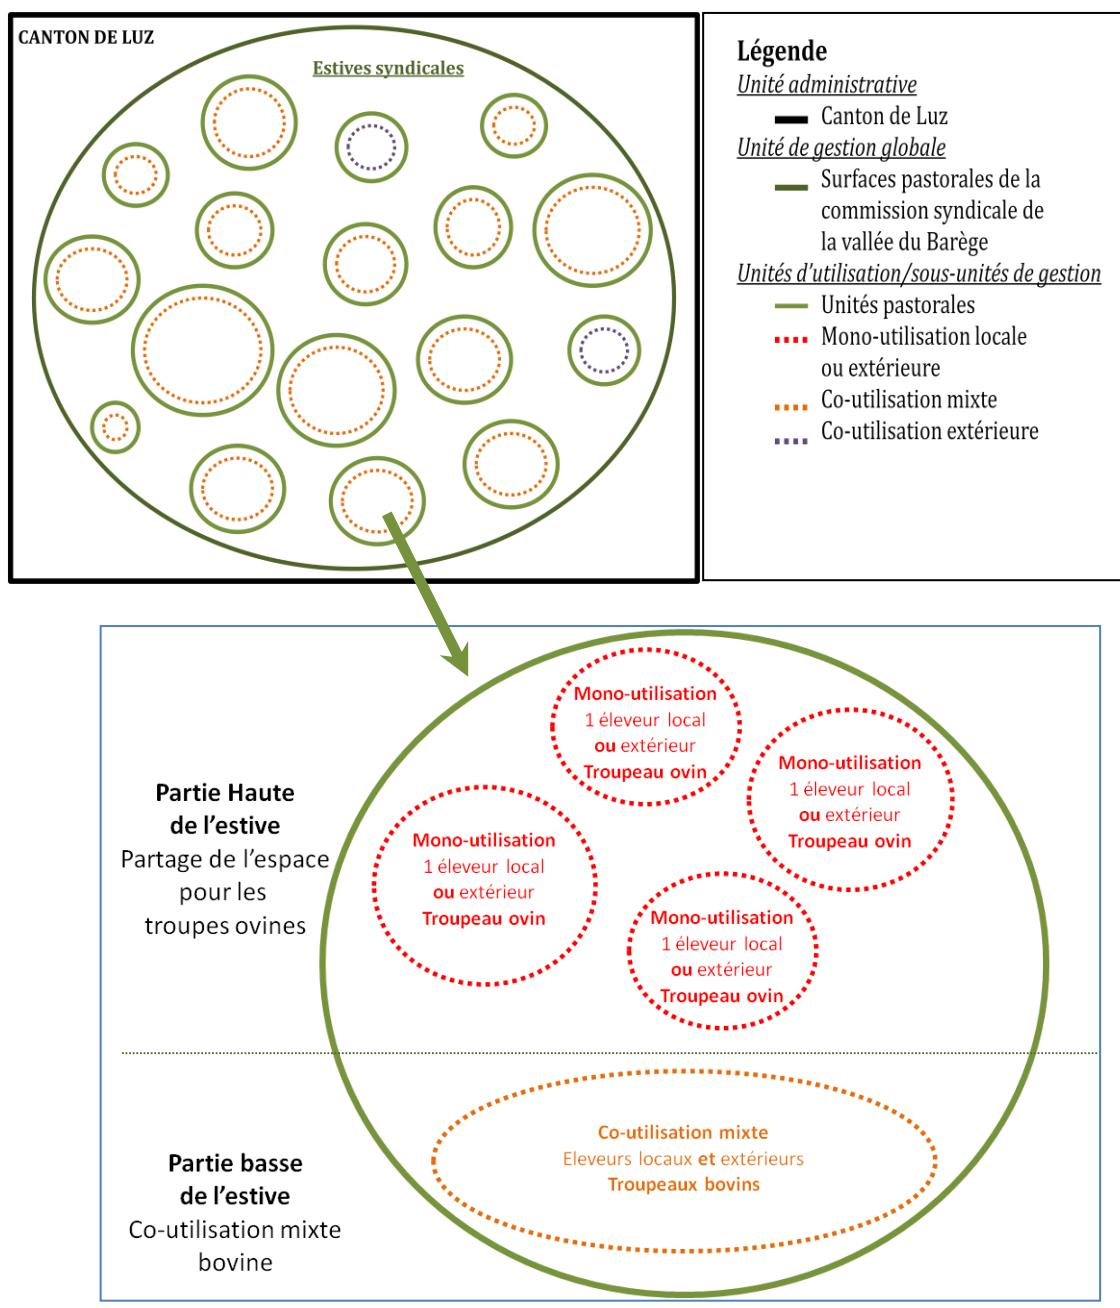 CANTON DE LUZ
Estives syndicales
Légende
Unité administrative
Canton de Luz
Unité de gestion globale
Surfaces pastorales de la
commission syndicale de
la vallée du Barège
Unités d'utilisation/sous-unités de gestion
Unités pastorales
Mono-utilisation locale
ou extérieure
Co-utilisation mixte
Co-utilisation extérieure
Partie Haute
de l'estive
Partage de l'espace
pour les
troupes ovines
Mono-utilisation
1 éleveur local
ou extérieur
Troupeau ovin
Mono-utilisation
1 éleveur local
ou extérieur
Troupeau ovin
Mono-utilisation
1 éleveur local
ou extérieur
Troupeau ovin
Mono-utilisation
1 éleveur local
ou extérieur
Troupeau ovin
Partie basse
de l'estive
Co-utilisation mixte
bovine
Co-utilisation mixte
Eleveurs locaux et extérieurs
Troupeaux bovins